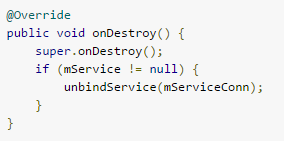 @Override
public void onDestroy() {
    super.onDestroy();
    if (mService != null) {
        unbindService(mServiceConn);
    }
}